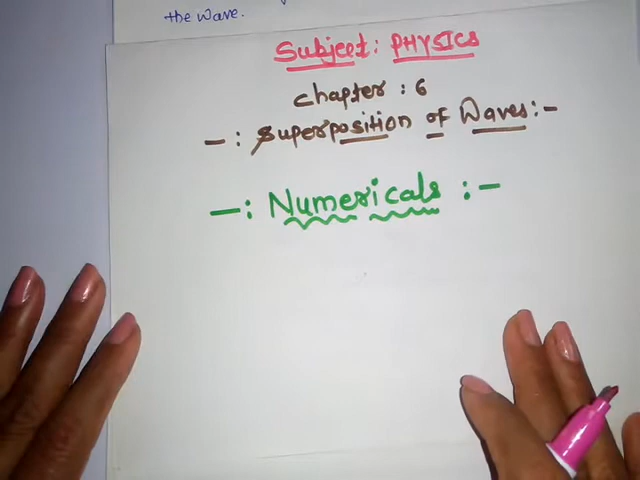 the wave.
Subject: PHYSICS
chapter : 6
-: Superposition of Waves:-
-: Numericals :-